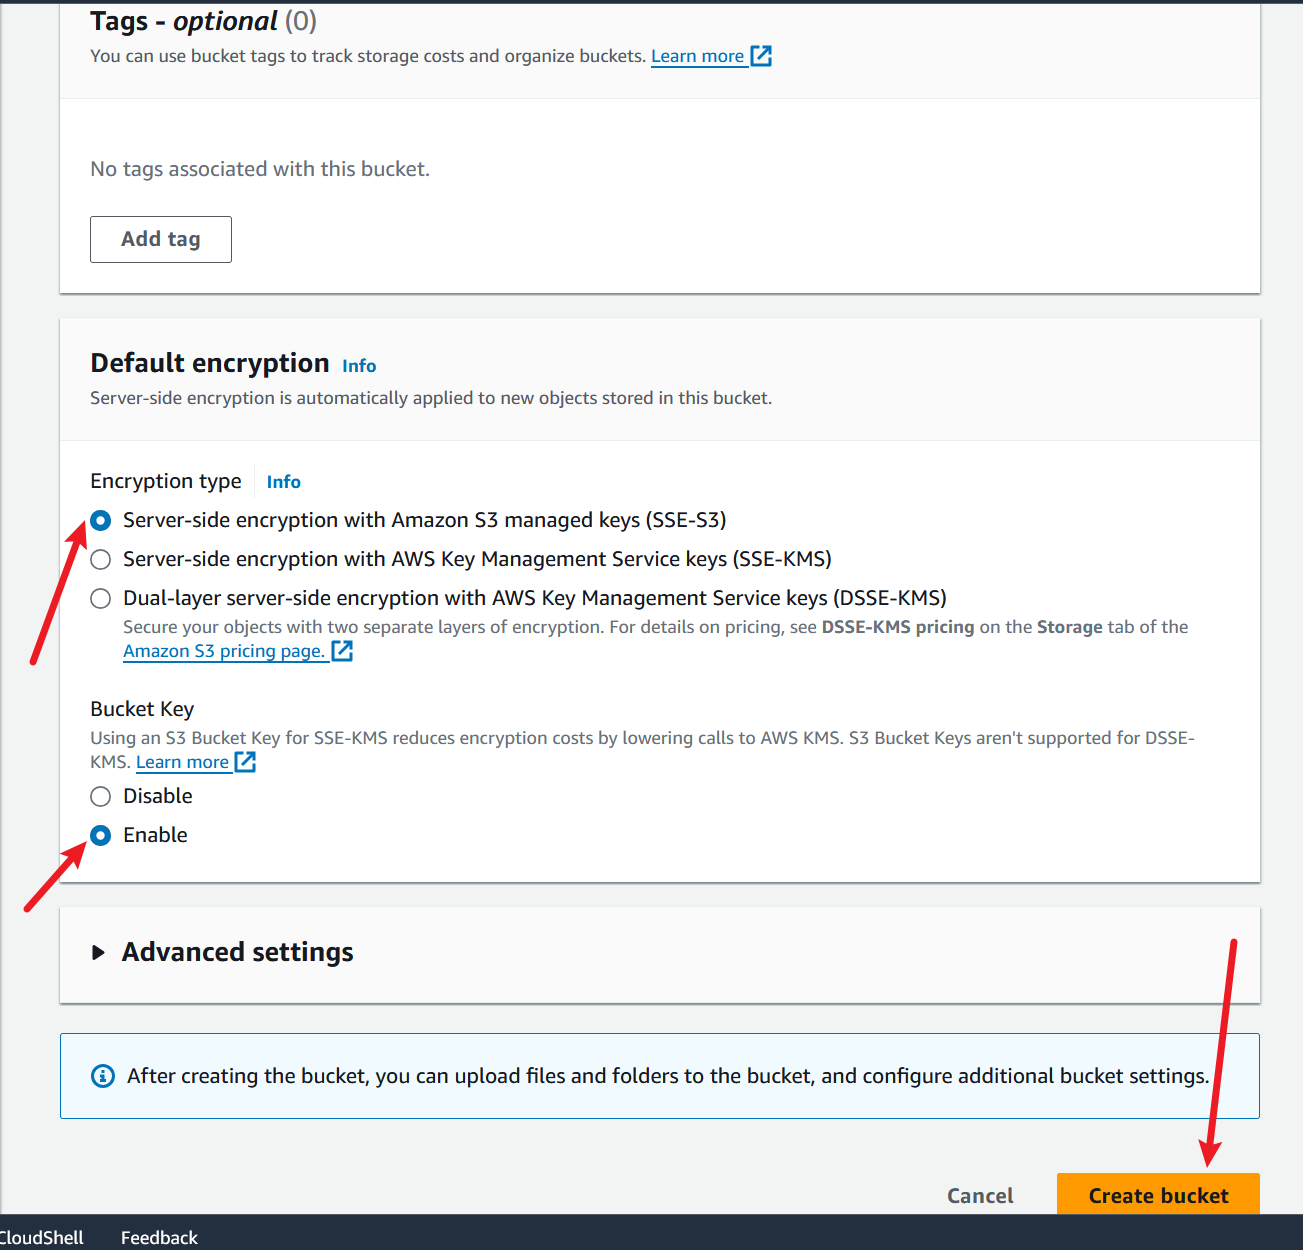 Tags - optional (0)
You can use bucket tags to track storage costs and organize buckets. Learn more
No tags associated with this bucket.
Add tag
Default encryption Info
Server-side encryption is automatically applied to new objects stored in this bucket.
Encryption type Info
Server-side encryption with Amazon S3 managed keys (SSE-S3)
Server-side encryption with AWS Key Management Service keys (SSE-KMS)
Dual-layer server-side encryption with AWS Key Management Service keys (DSSE-KMS)
Secure your objects with two separate layers of encryption. For details on pricing, see DSSE-KMS pricing on the Storage tab of the
Amazon S3 pricing page.
Bucket Key
Using an S3 Bucket Key for SSE-KMS reduces encryption costs by lowering calls to AWS KMS. S3 Bucket Keys aren't supported for DSSE-
KMS. Learn more
Disable
Enable
Advanced settings
After creating the bucket, you can upload files and folders to the bucket, and configure additional bucket settings.
Cancel Create bucket
CloudShell Feedback